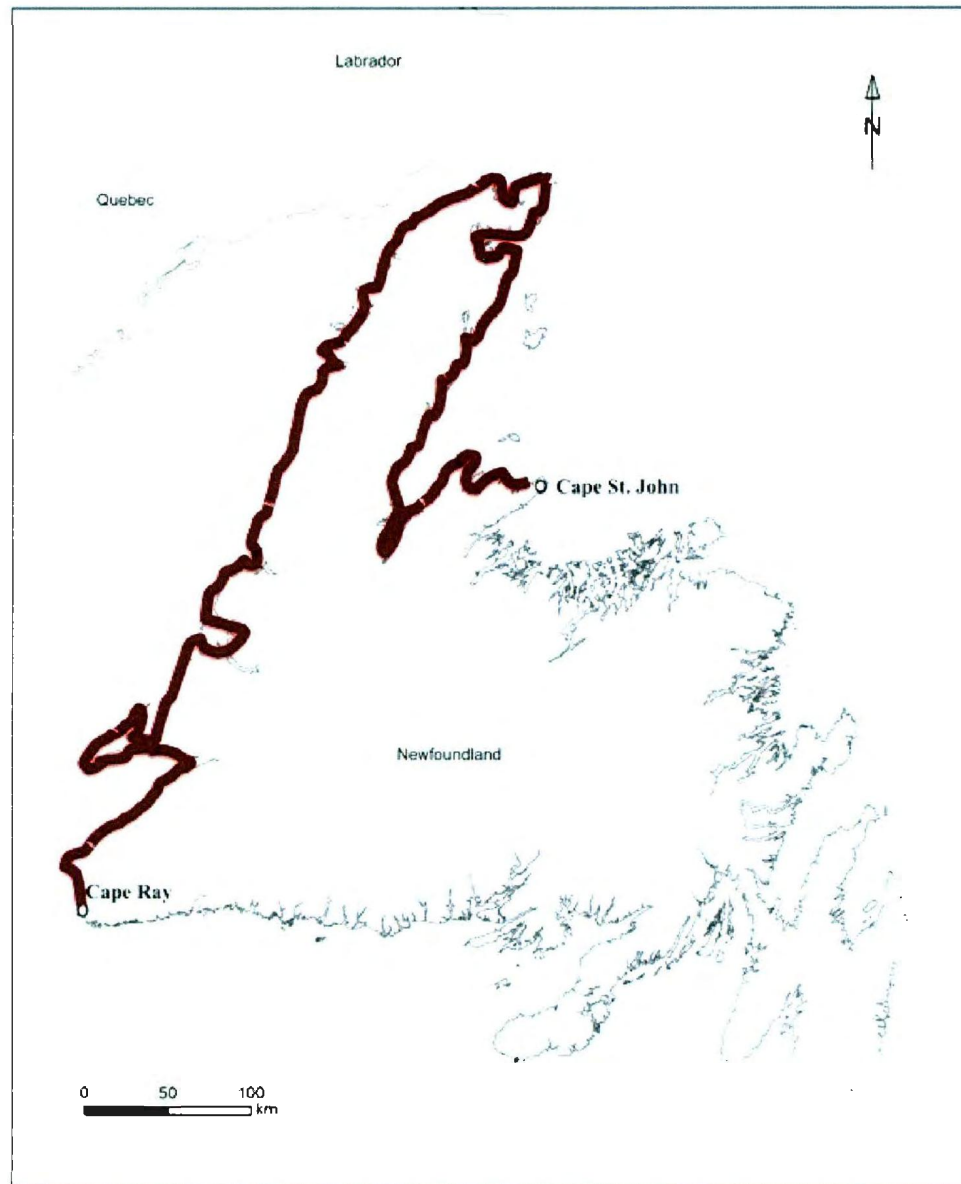 Labrador
N
Quebec
Cape St. John
Newfoundland
Cape Ray
0 50 100
km